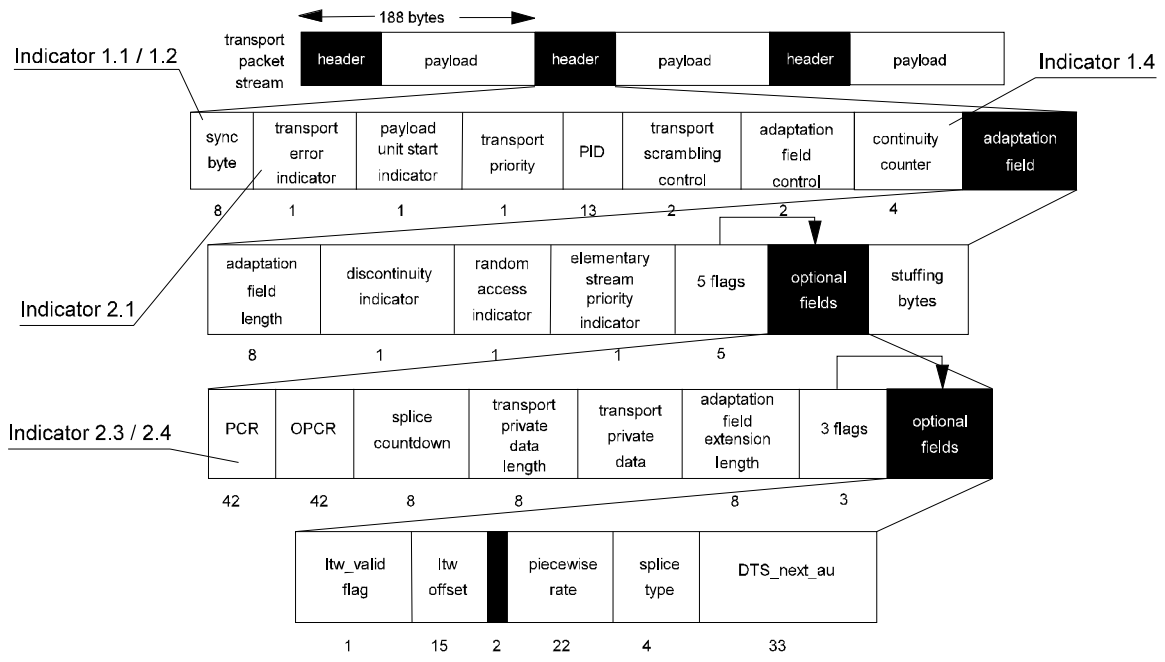 188 bytes
Indicator 1.1 / 1.2
transport
packet
stream
header
payload
header
payload
header
payload
Indicator 1.4
sync
byte
transport
error
indicator
payload
unit start
indicator
transport
priority
PID
transport
scrambling
control
adaptation
field
control
continuity
counter
adaptation
field
8
1
1
1
13
2
2
4
Indicator 2.1
adaptation
field
length
discontinuity
indicator
random
access
indicator
elementary
stream
priority
indicator
5 flags
optional
fields
stuffing
bytes
8
1
1
1
5
Indicator 2.3 / 2.4
PCR
OPCR
splice
countdown
transport
private
data
length
transport
private
data
adaptation
field
extension
length
3 flags
optional
fields
42
42
8
8
8
3
ltw_valid
flag
ltw
offset
piecewise
rate
splice
type
DTS_next_au
1
15
2
22
4
33